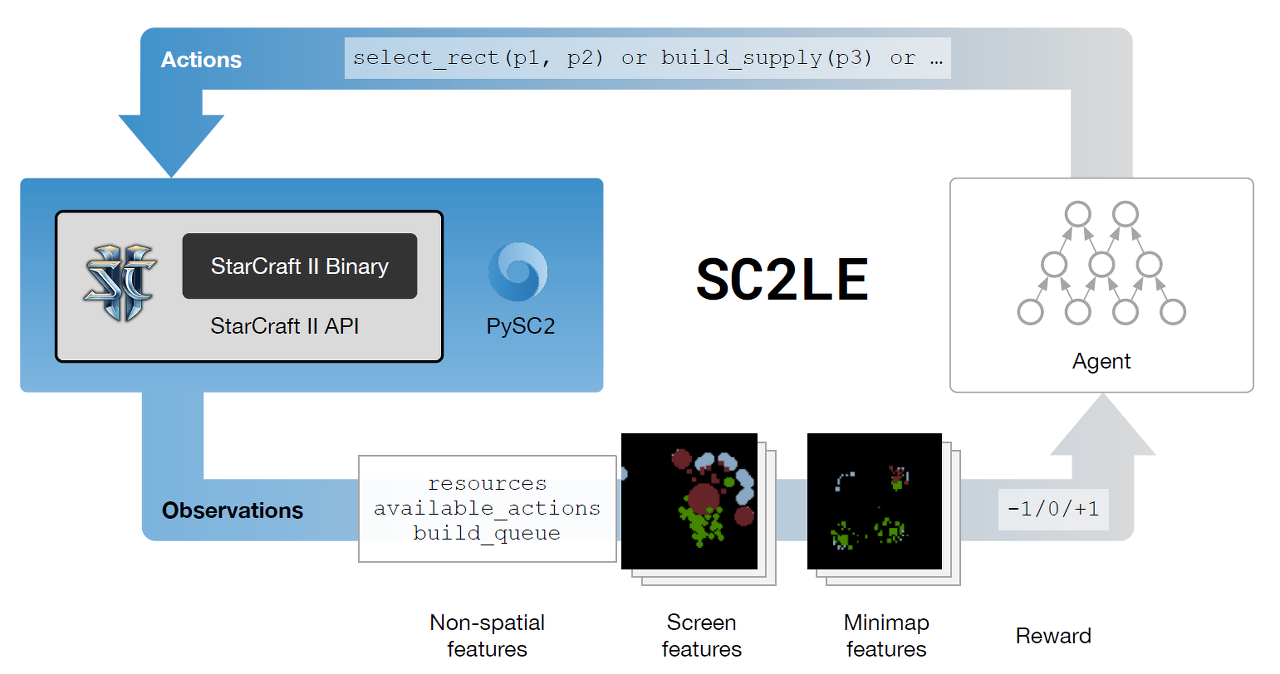 Actions
select_rect(p1, p2) or build_supply(p3) or …
SC
StarCraft II Binary
StarCraft II API
PySC2
SC2LE
Agent
Observations
resources
available_actions
build_queue
-1/0/+1
Non-spatial
features
Screen
features
Minimap
features
Reward